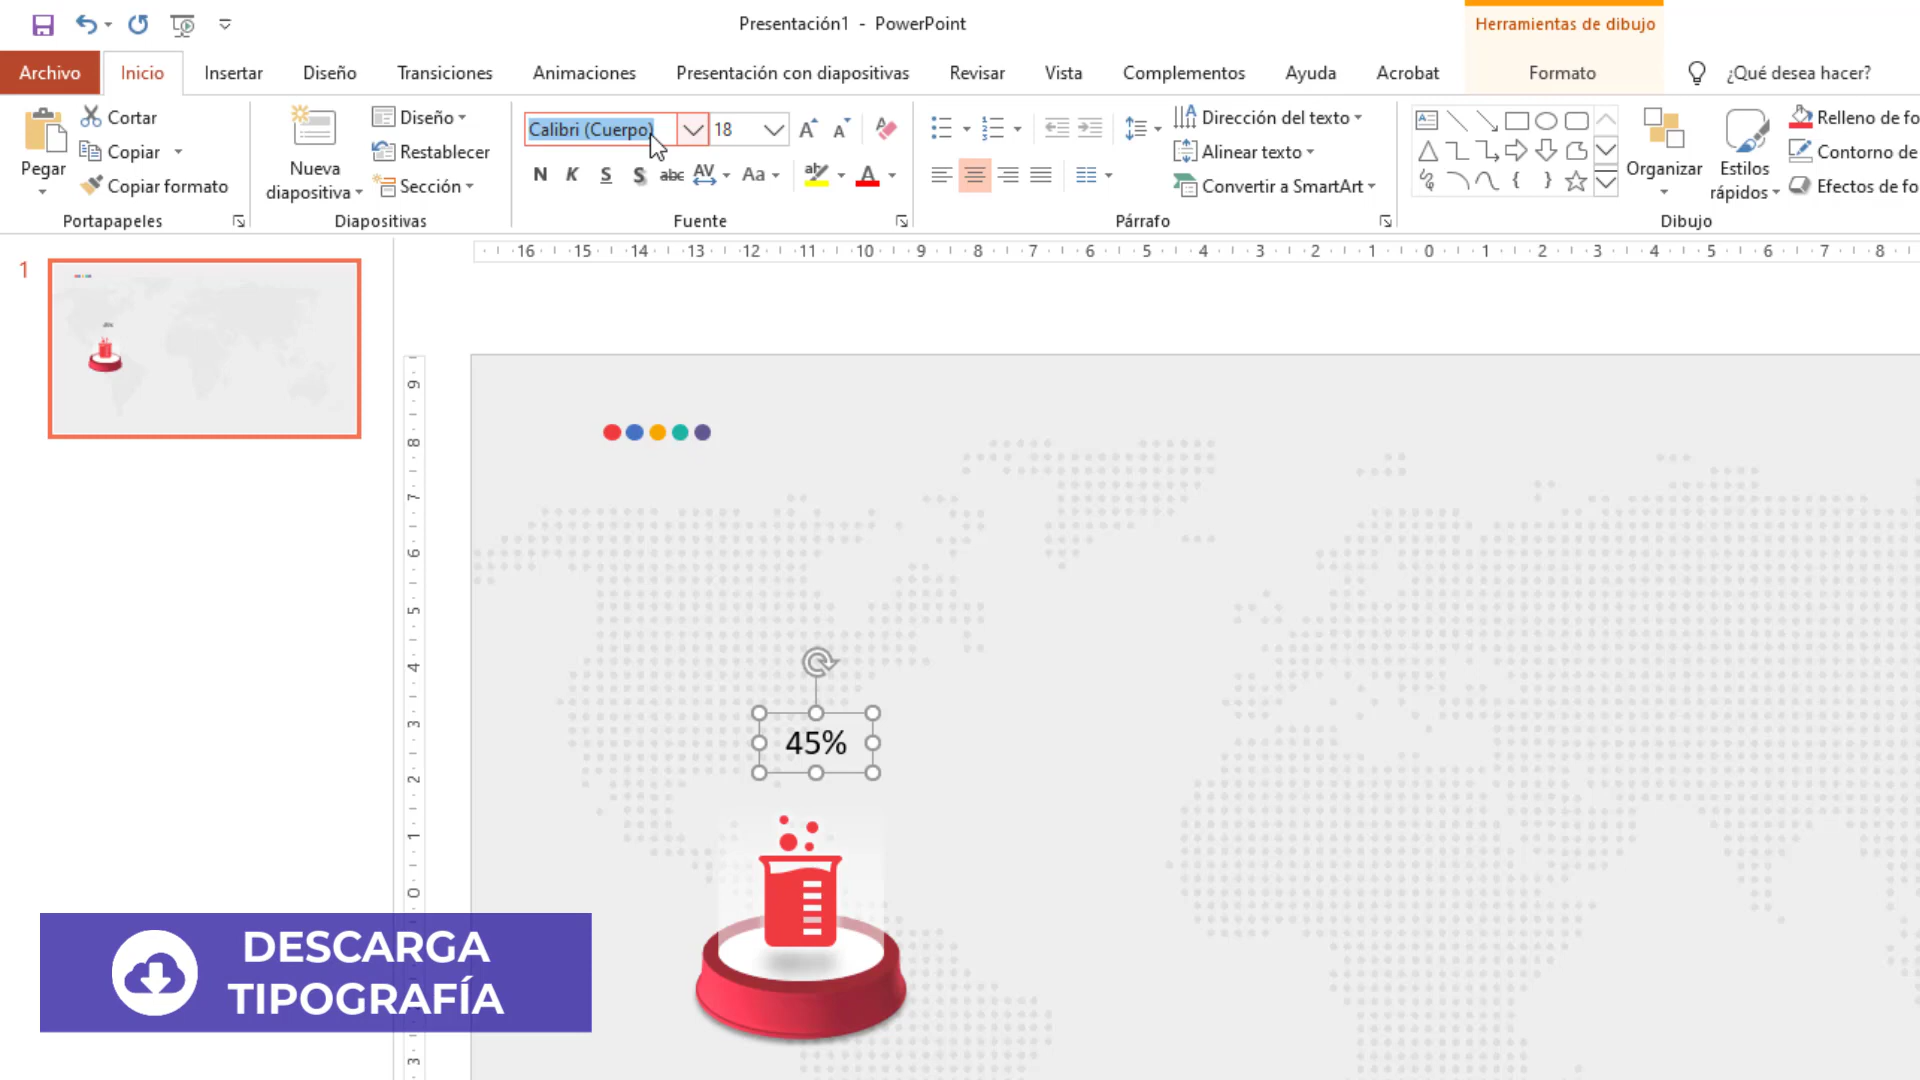 Presentación1 - PowerPoint
Herramientas de dibujo
Archivo Inicio Insertar Diseño Transiciones Animaciones Presentación con diapositivas Revisar Vista Complementos Ayuda Acrobat Formato ¿Qué desea hacer?
Pegar
Cortar
Copiar
Copiar formato
Portapapeles
Nueva
diapositiva
Diseño
Restablecer
Sección
Diapositivas
Calibri (Cuerpo) 18
N K S S abc AV Aa ab A
Fuente
Dirección del texto
Alinear texto
Convertir a SmartArt
Párrafo
Organizar
Estilos
rápidos
Relleno de fo
Contorno de
Efectos de fo
Dibujo
16 15 14 13 12 11 10 9 8 7 6 5 4 3 2 1 0 1 2 3 4 5 6 7 8
1
9
8
7
6
5
4
3
2
1
0
3
45%
DESCARGA
TIPOGRAFÍA